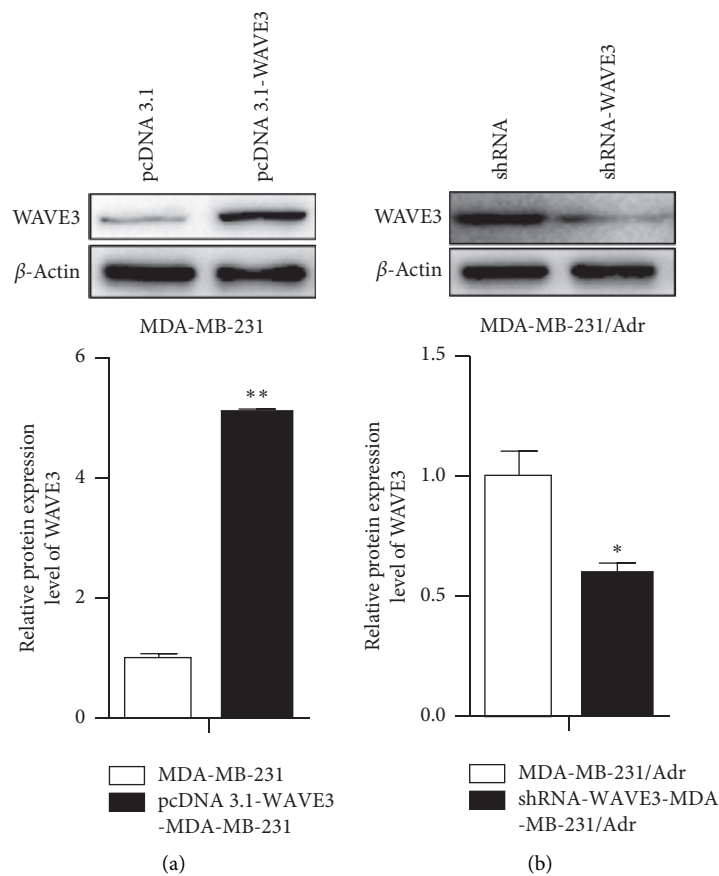 pcDNA 3.1
pcDNA 3.1-WAVE3
WAVE3
β-Actin
MDA-MB-231
Relative protein expression
level of WAVE3
6
4
2
0
**
MDA-MB-231
pcDNA 3.1-WAVE3
-MDA-MB-231
(a)
shRNA
shRNA-WAVE3
WAVE3
β-Actin
MDA-MB-231/Adr
Relative protein expression
level of WAVE3
1.5
1.0
0.5
0.0
*
MDA-MB-231/Adr
shRNA-WAVE3-MDA
-MB-231/Adr
(b)